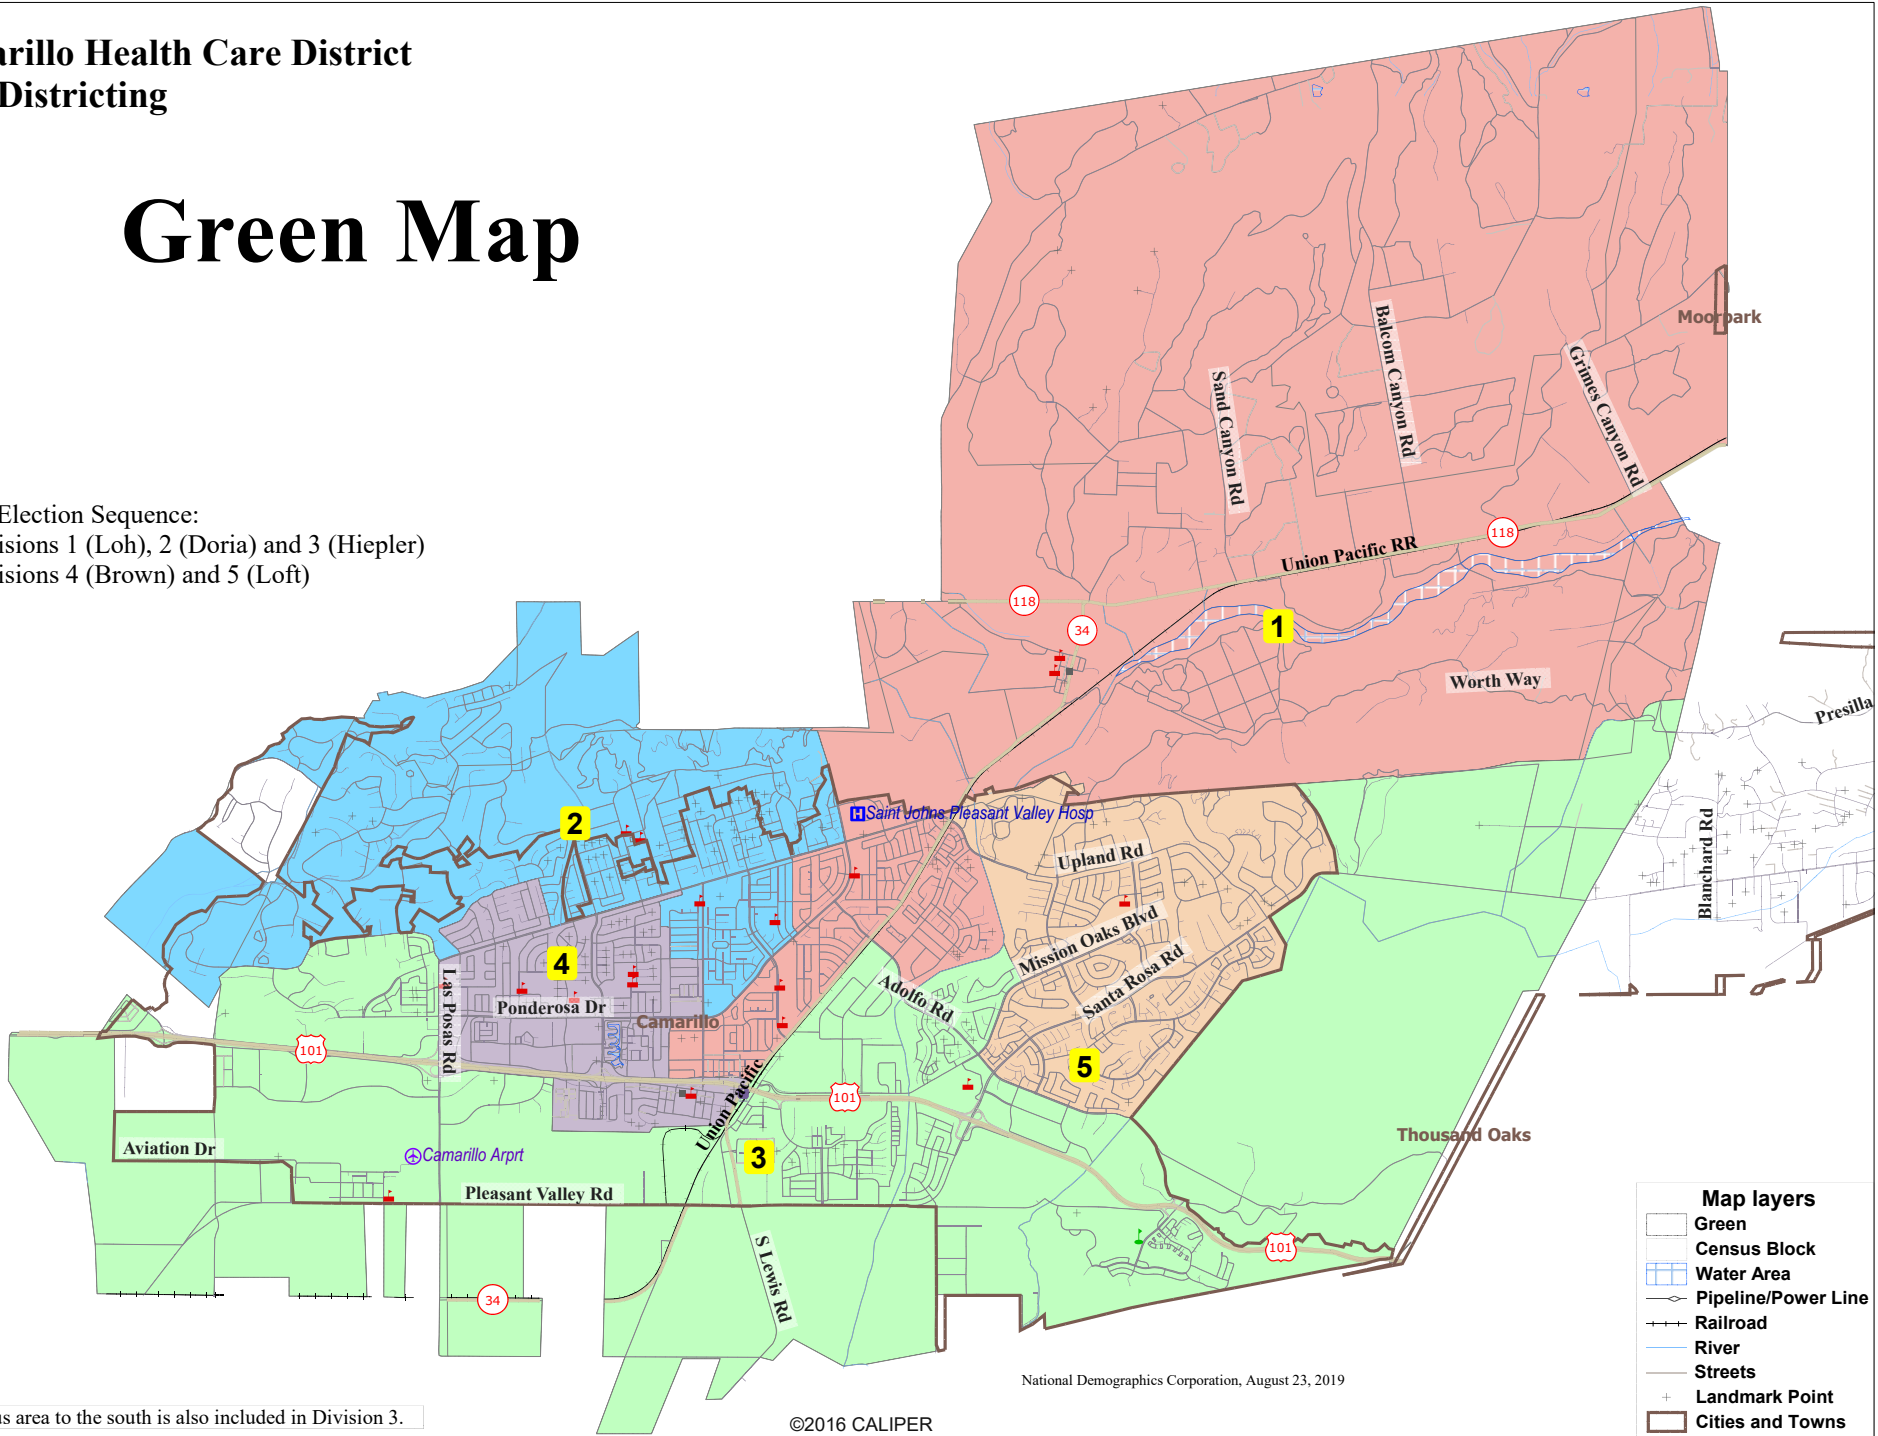 arillo Health Care District
Districting
Green Map
Election Sequence:
isions 1 (Loh), 2 (Doria) and 3 (Hiepler)
isions 4 (Brown) and 5 (Loft)
Moorpark
Balcom Canyon Rd
Grimes Canyon Rd
Sand Canyon Rd
118
Union Pacific RR
118
34
1
Worth Way
Presilla
2
Saint Johns Pleasant Valley Hosp
H
Upland Rd
Blanchard Rd
Mission Oaks Blvd
4
Santa Rosa Rd
Las Posas Rd
Adolfo Rd
Ponderosa Dr
Camarillo
101
5
Union Pacific
101
Thousand Oaks
Aviation Dr
Camarillo Arprt
3
Pleasant Valley Rd
S Lewis Rd
101
34
Map layers
Green
Census Block
Water Area
Pipeline/Power Line
Railroad
River
Streets
Landmark Point
Cities and Towns
National Demographics Corporation, August 23, 2019
us area to the south is also included in Division 3.
©2016 CALIPER